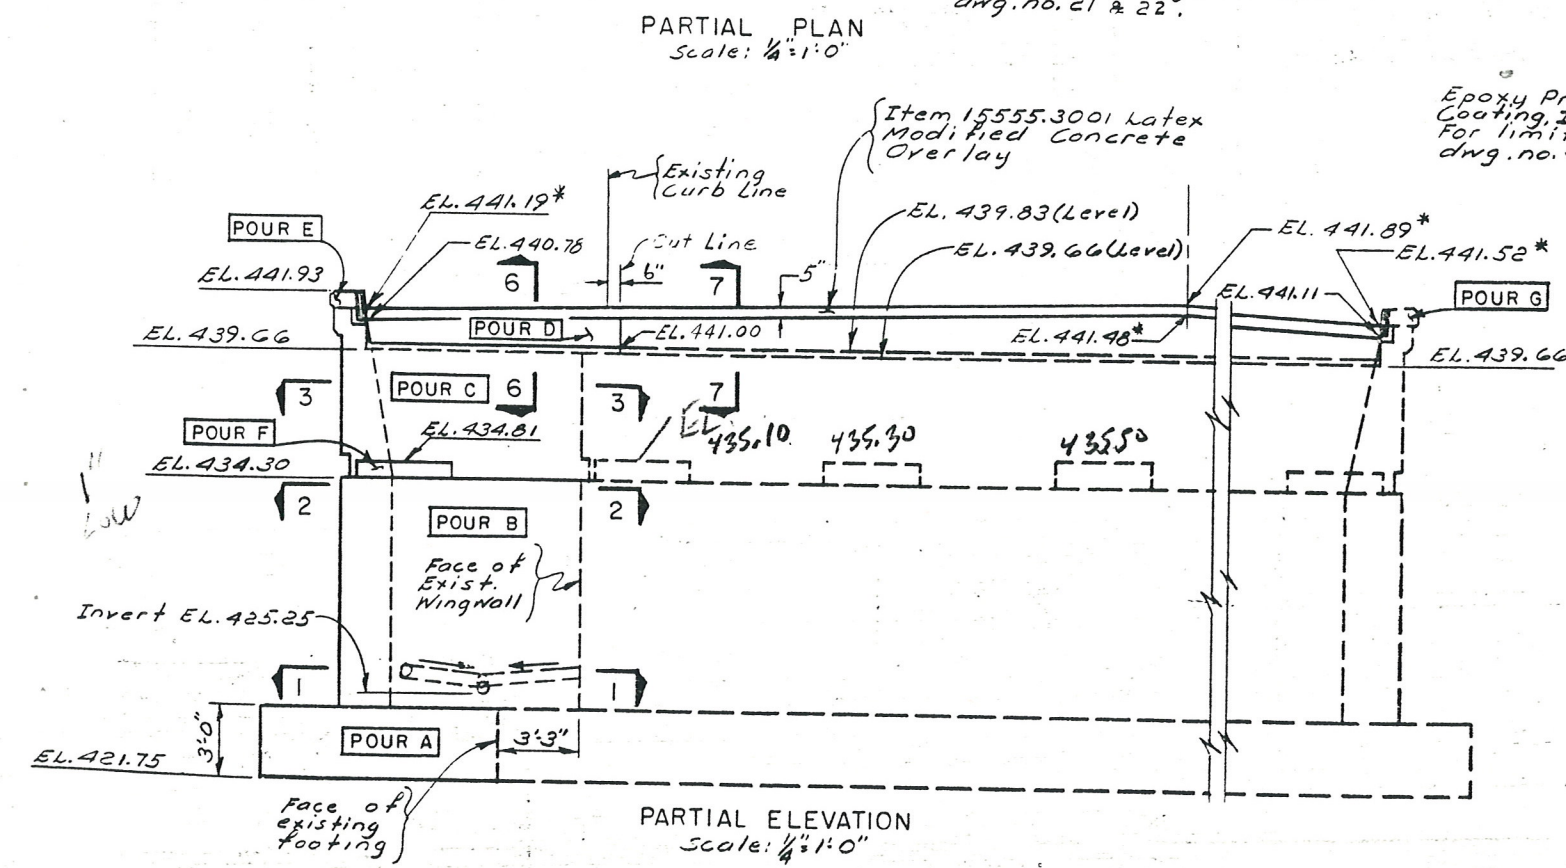 dwg.no. 21 & 22.
PARTIAL PLAN
Scale: 1/4"=1'-0"
Epoxy
Coating,
For
dwg.no.
Item 15555.3001 Latex
Modified Concrete
Overlay
Existing
Curb Line
EL.441.19*
EL.439.83(Level)
POUR E
EL.440.78
Cut Line
EL.439.66(Level)
EL.441.89*
EL.441.52*
EL.441.93
6
6"
7
5"
EL.441.11
POUR G
POUR D
EL.441.00
EL.441.48*
EL.439.66
EL.439.66
3
POUR C
6
3
7
POUR F
EL.434.81
EL.
435.10
435.30
435.50
EL.434.30
1"
Low
2
POUR B
2
Face of
Exist.
Wingwall
Invert EL.425.25
1
1
3'-0"
POUR A
3'-3"
EL.421.75
Face of
existing
footing
PARTIAL ELEVATION
Scale: 1/4"=1'-0"